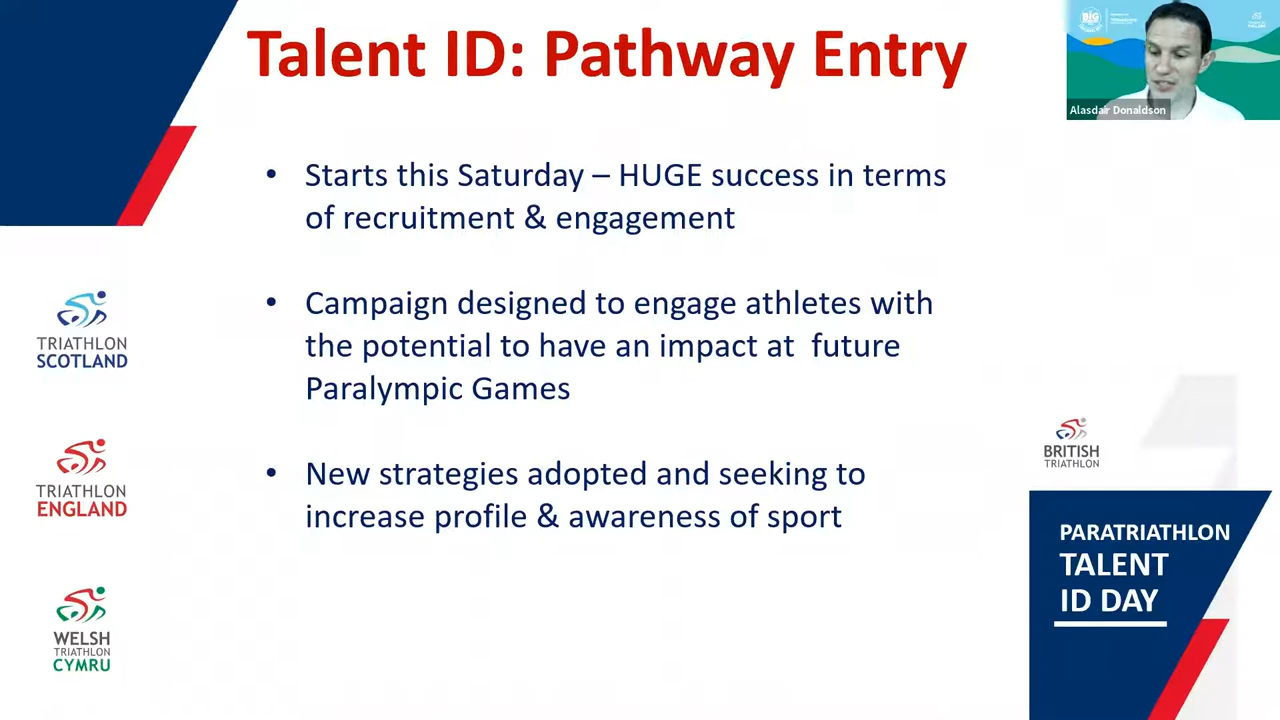 Talent ID: Pathway Entry
Alasdair Donaldson
• Starts this Saturday – HUGE success in terms
of recruitment & engagement
• Campaign designed to engage athletes with
the potential to have an impact at future
Paralympic Games
• New strategies adopted and seeking to
increase profile & awareness of sport
TRIATHLON
SCOTLAND
TRIATHLON
ENGLAND
WELSH
TRIATHLON
CYMRU
BRITISH
TRIATHLON
PARATRIATHLON
TALENT
ID DAY
BIG